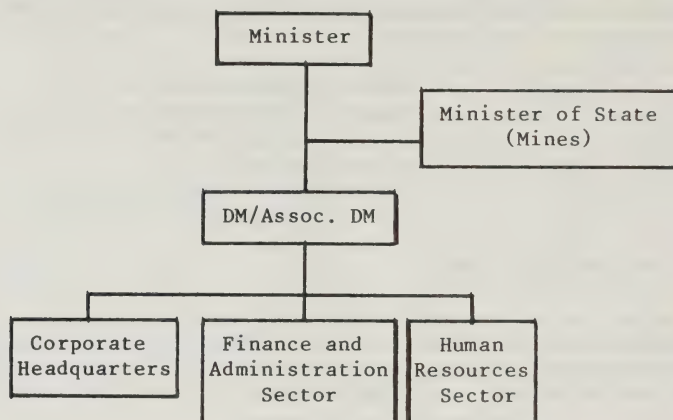 Minister
Minister of State
(Mines)
DM/Assoc. DM
Corporate
Headquarters
Finance and
Administration
Sector
Human
Resources
Sector